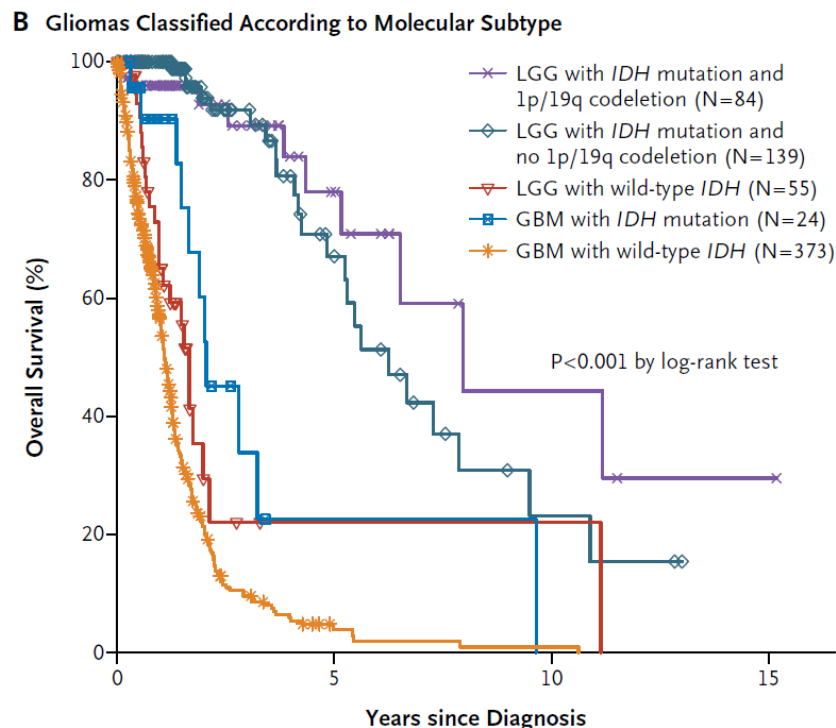 B Gliomas Classified According to Molecular Subtype
100
80
60
40
20
0
Overall Survival (%)
LGG with IDH mutation and
1p/19q codeletion (N=84)
LGG with IDH mutation and
no 1p/19q codeletion (N=139)
LGG with wild-type IDH (N=55)
GBM with IDH mutation (N=24)
GBM with wild-type IDH (N=373)
P<0.001 by log-rank test
0 5 10 15
Years since Diagnosis